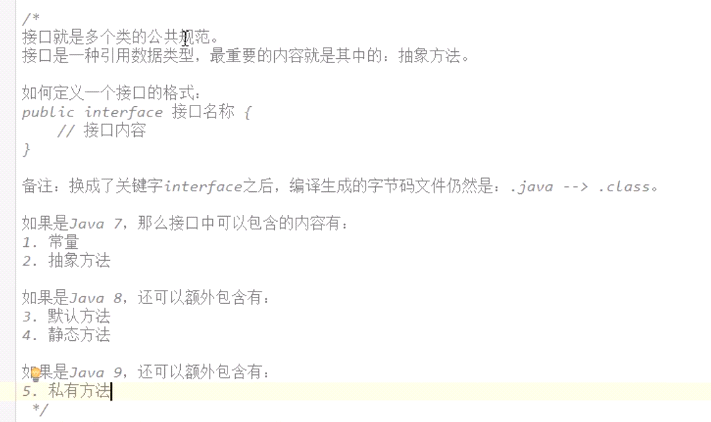 /*
接口就是多个类的公共规范。
接口是一种引用数据类型，最重要的内容就是其中的：抽象方法。
如何定义一个接口的格式：
public interface 接口名称 {
// 接口内容
}
备注：换成了关键字interface之后，编译生成的字节码文件仍然是：.java --> .class。
如果是Java 7，那么接口中可以包含的内容有：
1. 常量
2. 抽象方法
如果是Java 8，还可以额外包含有：
3. 默认方法
4. 静态方法
如果是Java 9，还可以额外包含有：
5. 私有方法
*/